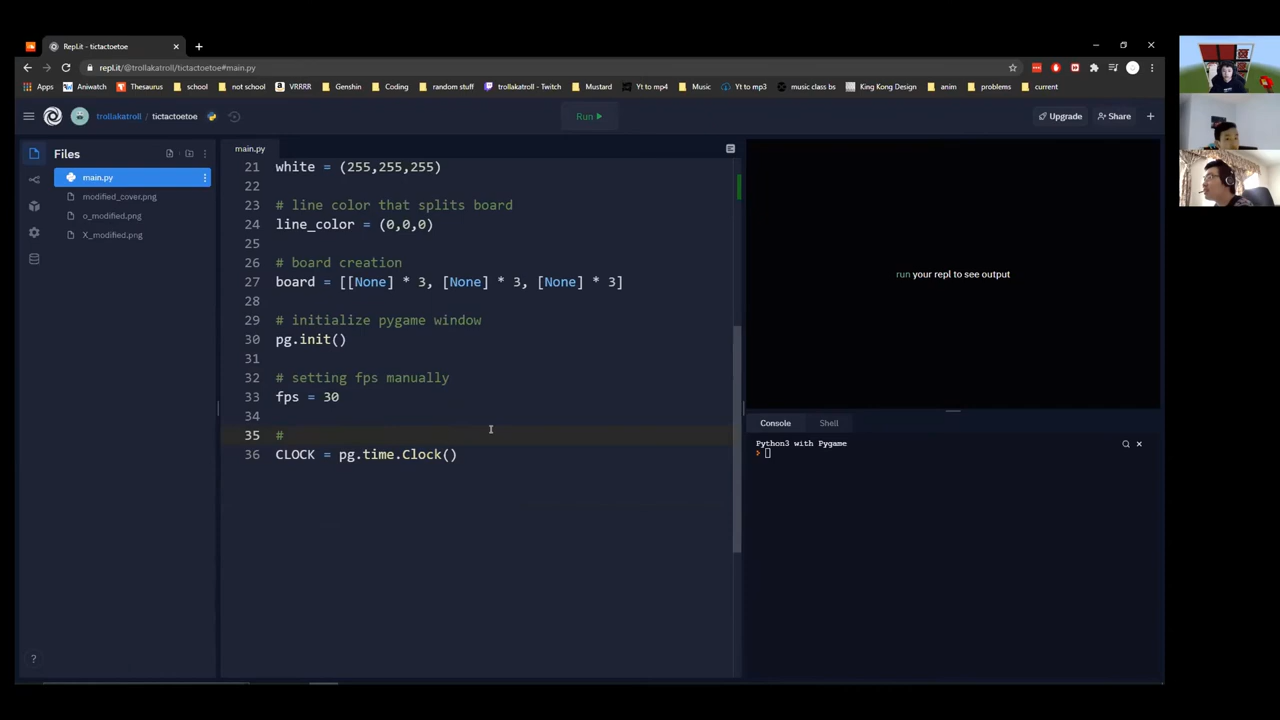 Repl.it - tictactoetoe
repl.it/@trollakatroll/tictactoetoe#main.py
Apps
Aniwatch
Thesaurus
school
not school
VRRRR
Genshin
Coding
random stuff
trollakatroll - Twitch
Mustard
Yt to mp4
Music
Yt to mp3
music class bs
King Kong Design
anim
problems
current
trollakatroll / tictactoetoe
Run
Upgrade
Share
Files
main.py
modified_cover.png
o_modified.png
X_modified.png
main.py
21 white = (255,255,255)
22
23 # line color that splits board
24 line_color = (0,0,0)
25
26 # board creation
27 board = [[None] * 3, [None] * 3, [None] * 3]
28
29 # initialize pygame window
30 pg.init()
31
32 # setting fps manually
33 fps = 30
34
35 #
36 CLOCK = pg.time.Clock()
run your repl to see output
Console
Shell
Python3 with Pygame
?